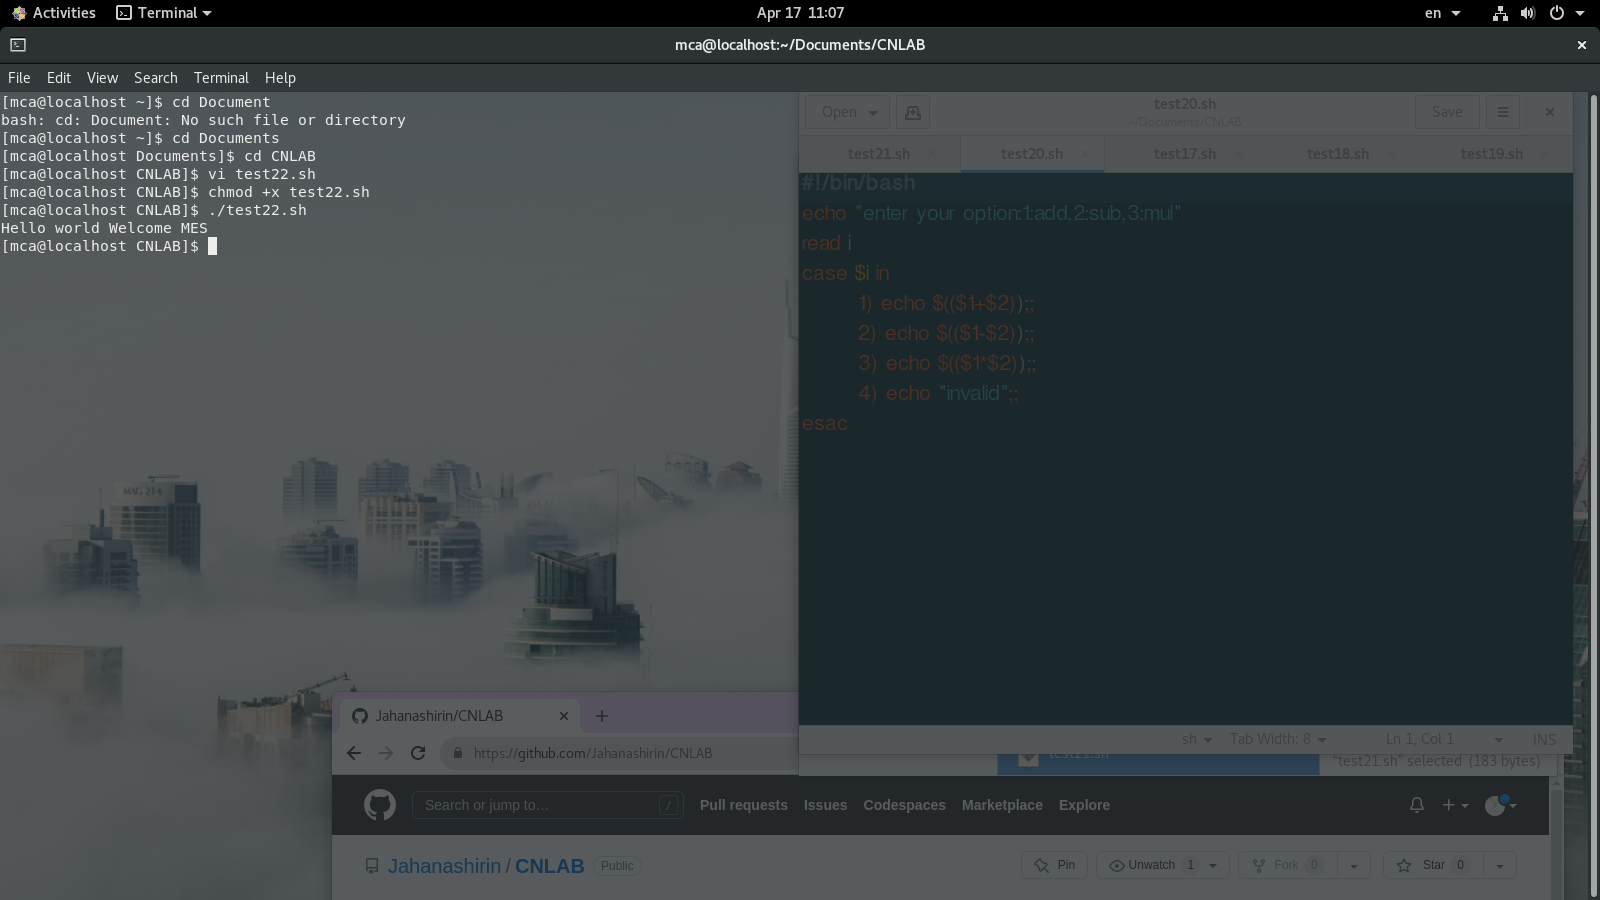 Activities Terminal Apr 17 11:07 en
mca@localhost:~/Documents/CNLAB
File Edit View Search Terminal Help
[mca@localhost ~]$ cd Document
bash: cd: Document: No such file or directory
[mca@localhost ~]$ cd Documents
[mca@localhost Documents]$ cd CNLAB
[mca@localhost CNLAB]$ vi test22.sh
[mca@localhost CNLAB]$ chmod +x test22.sh
[mca@localhost CNLAB]$ ./test22.sh
Hello world Welcome MES
[mca@localhost CNLAB]$
Open test20.sh Save
~/Documents/CNLAB
test21.sh test20.sh test17.sh test18.sh test19.sh
#!/bin/bash
echo "enter your option:1:add,2:sub,3:mul"
read i
case $i in
1) echo $(($1+$2));;
2) echo $(($1-$2));;
3) echo $(($1*$2));;
4) echo "invalid";;
esac
sh Tab Width: 8 Ln 1, Col 1 INS
test21.sh "test21.sh" selected (183 bytes)
MAG 214
Jahanashirin/CNLAB
https://github.com/Jahanashirin/CNLAB
Search or jump to… / Pull requests Issues Codespaces Marketplace Explore
Jahanashirin / CNLAB Public Pin Unwatch 1 Fork 0 Star 0